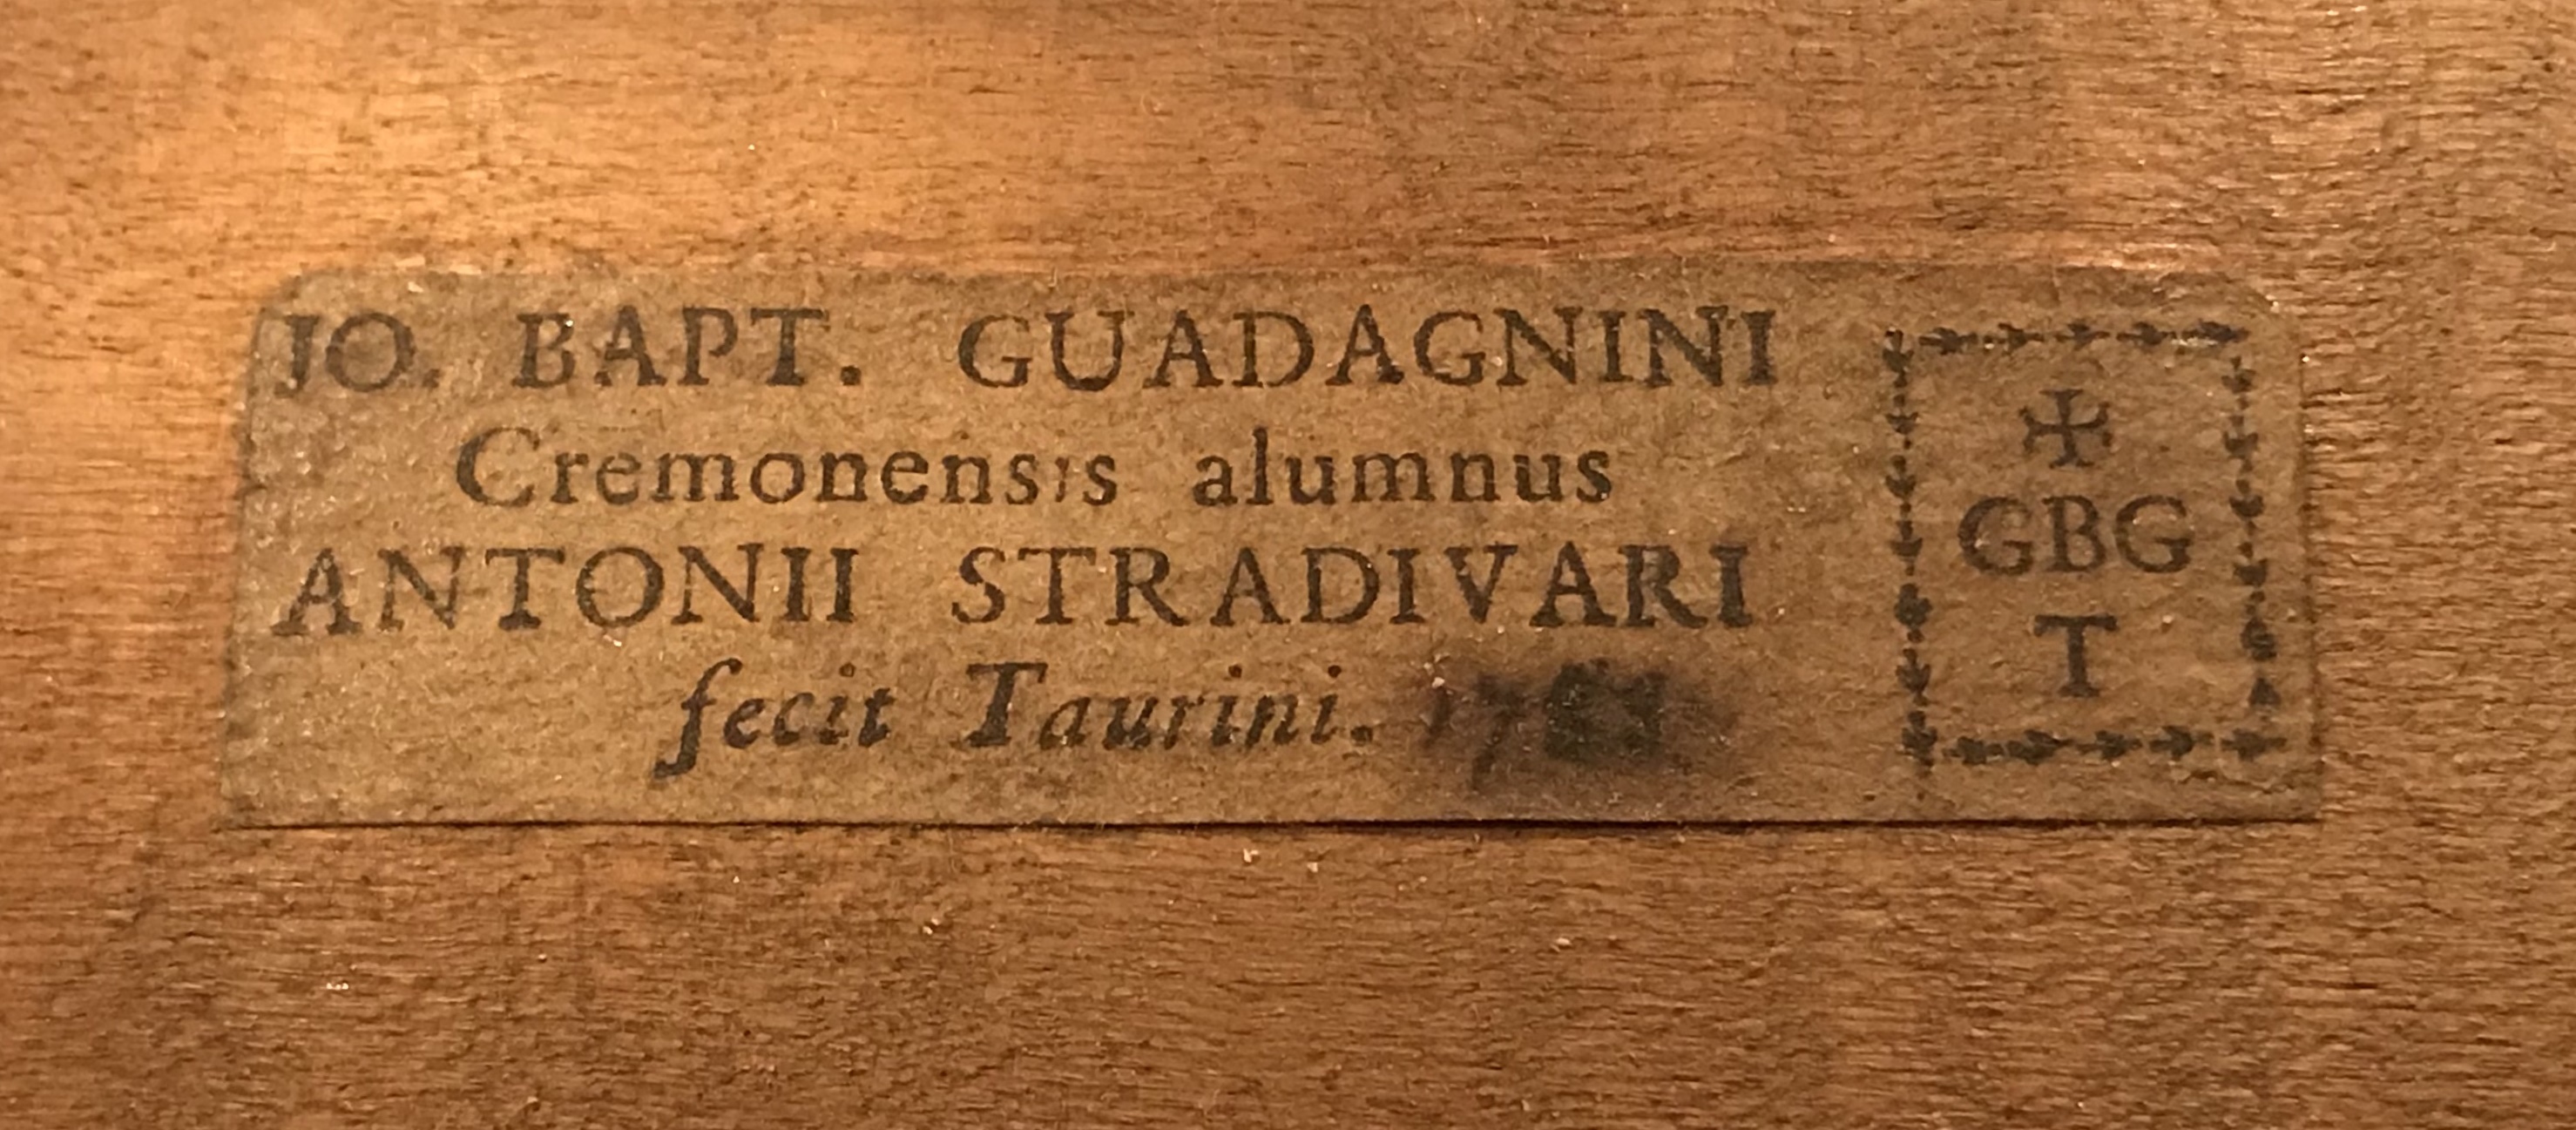 JO. BAPT. GUADAGNINI
Cremonensis alumnus
ANTONII STRADIVARI
fecit Taurini.
GBG
T